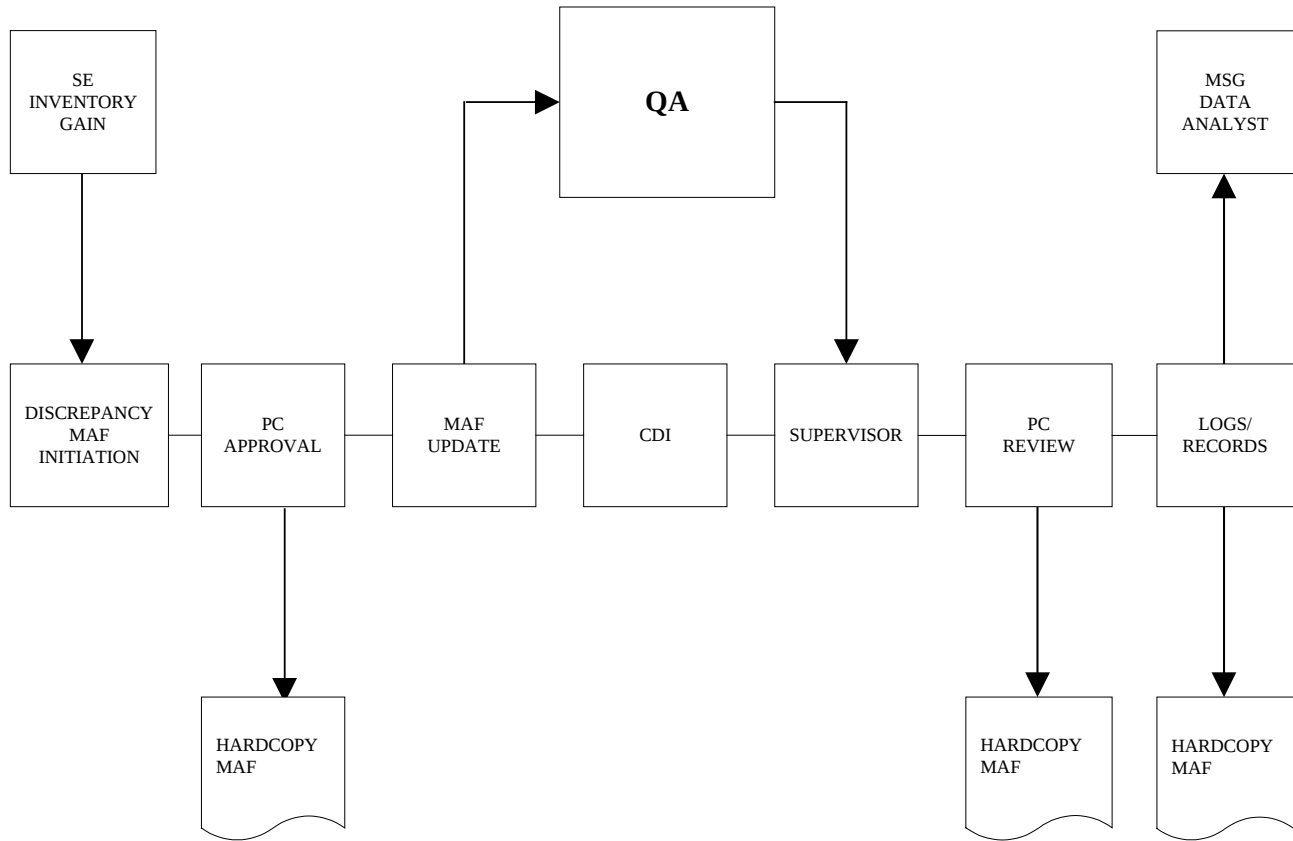 SE
INVENTORY
GAIN
QA
MSG
DATA
ANALYST
DISCREPANCY
MAF
INITIATION
PC
APPROVAL
MAF
UPDATE
CDI
SUPERVISOR
PC
REVIEW
LOGS/
RECORDS
HARDCOPY
MAF
HARDCOPY
MAF
HARDCOPY
MAF